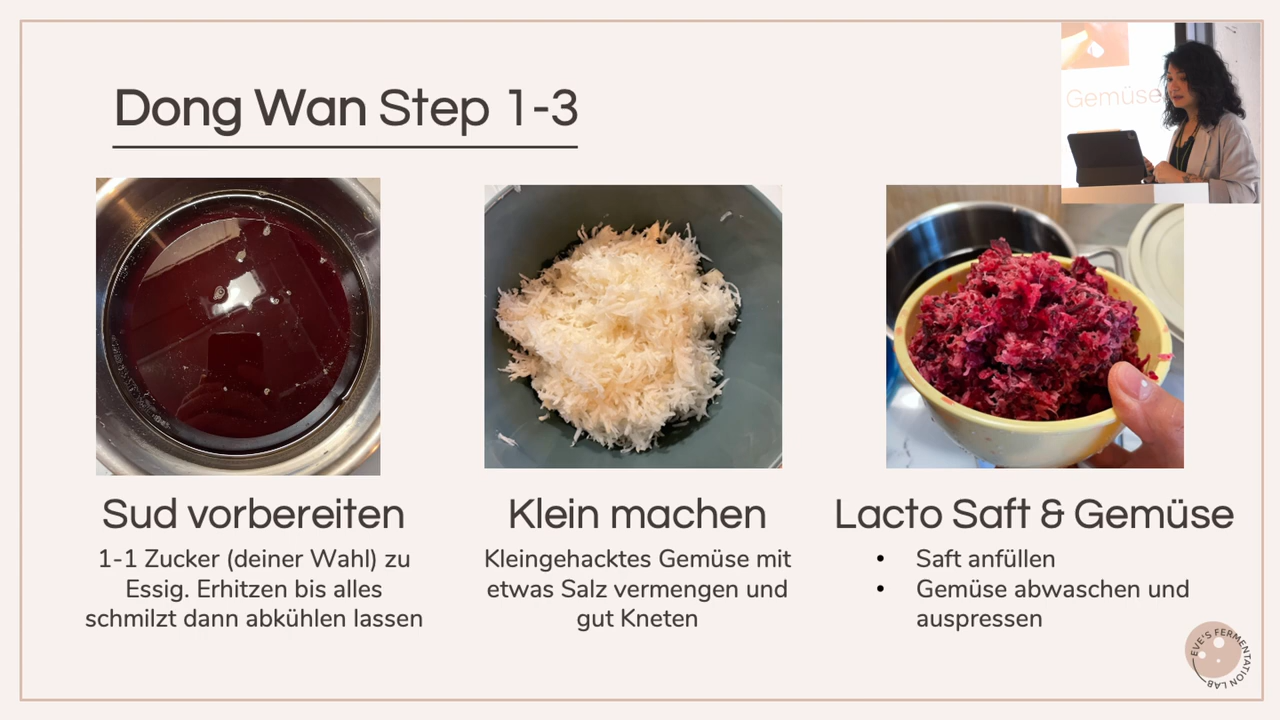 Dong Wan Step 1-3
Gemüse
Sud vorbereiten
1-1 Zucker (deiner Wahl) zu
Essig. Erhitzen bis alles
schmilzt dann abkühlen lassen
Klein machen
Kleingehacktes Gemüse mit
etwas Salz vermengen und
gut Kneten
Lacto Saft & Gemüse
• Saft anfüllen
• Gemüse abwaschen und
auspressen
EVE'S FERMENTATION LAB